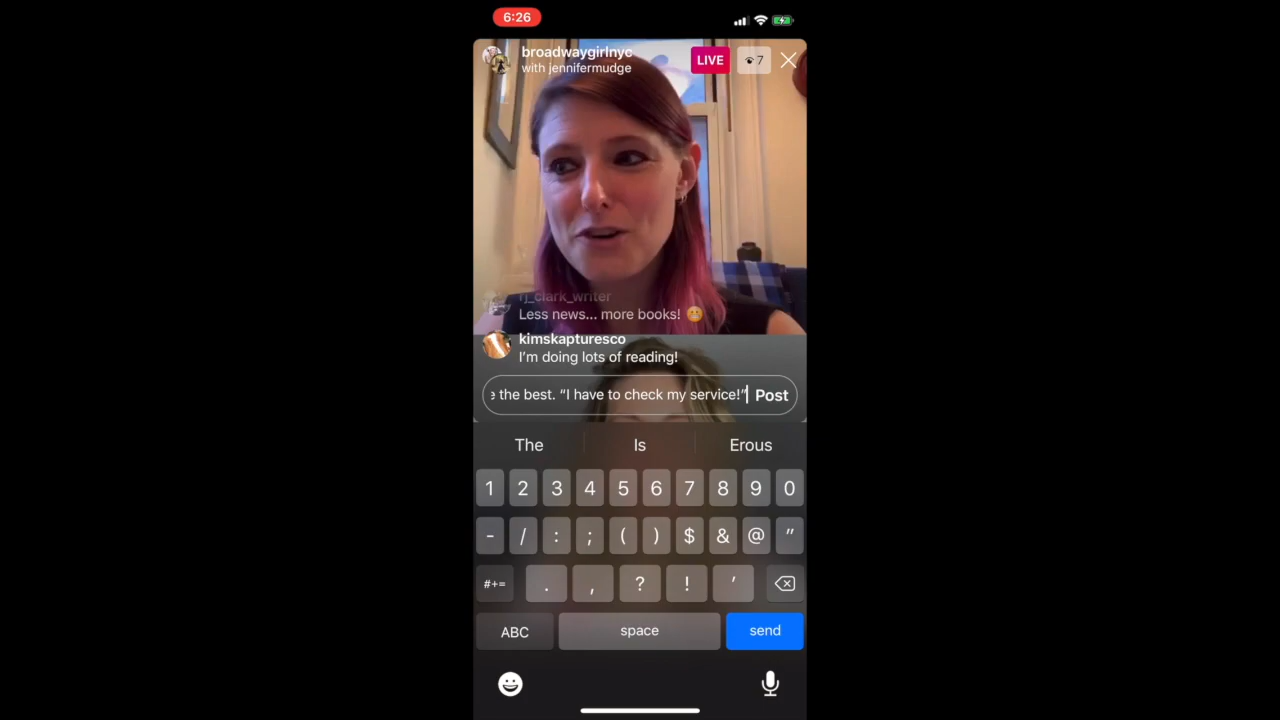 6:26
broadwaygirlnyc
with jennifermudge
LIVE
7
rj_clark_writer
Less news... more books! 😁
kimskapturesco
I'm doing lots of reading!
e the best. “I have to check my service!”
Post
The Is Erous
1 2 3 4 5 6 7 8 9 0
- / : ; ( ) $ & @ "
#+= . , ? ! '
ABC space send